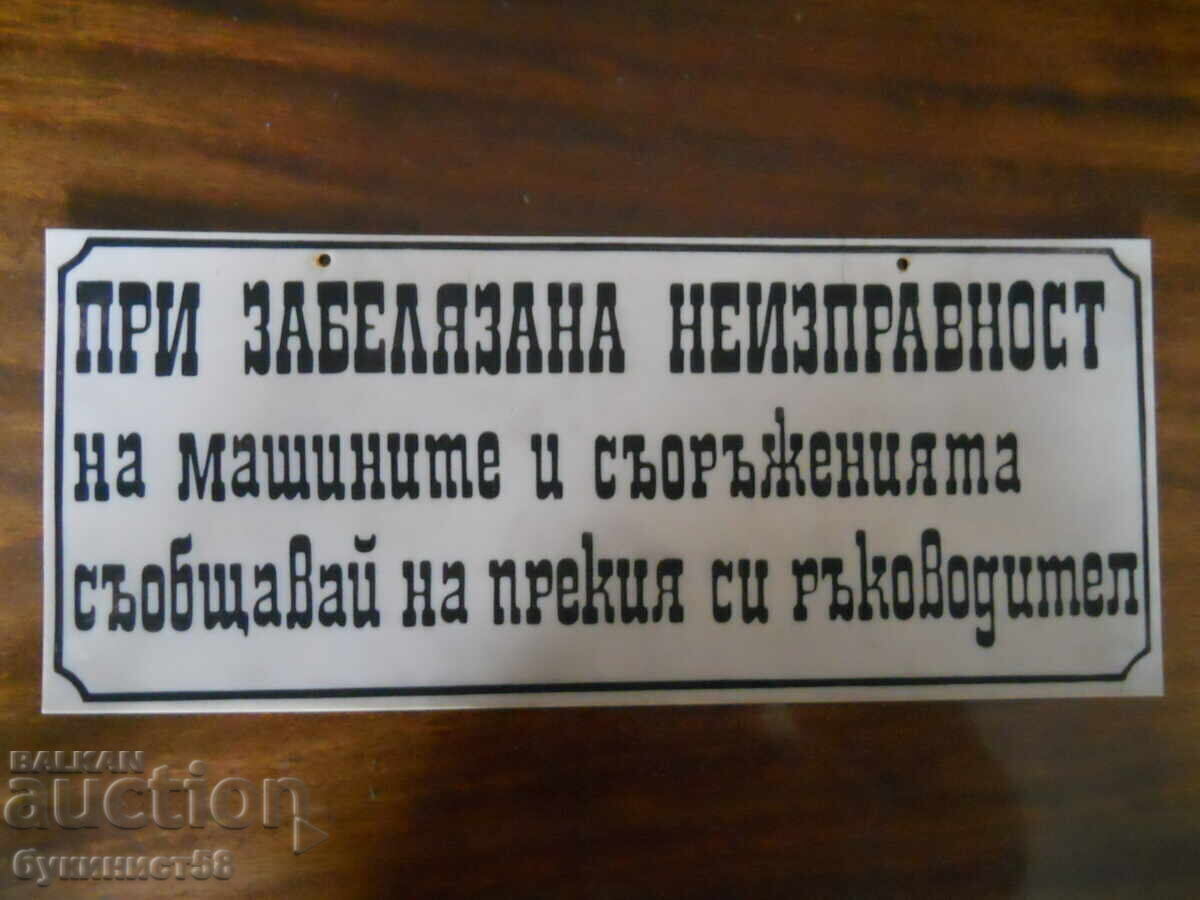 ПРИ ЗАБЕЛЯЗАНА НЕИЗПРАВНОСТ
на машините и съоръженията
съобщавай на прекия си ръководител
BALKAN
auction
букинист58